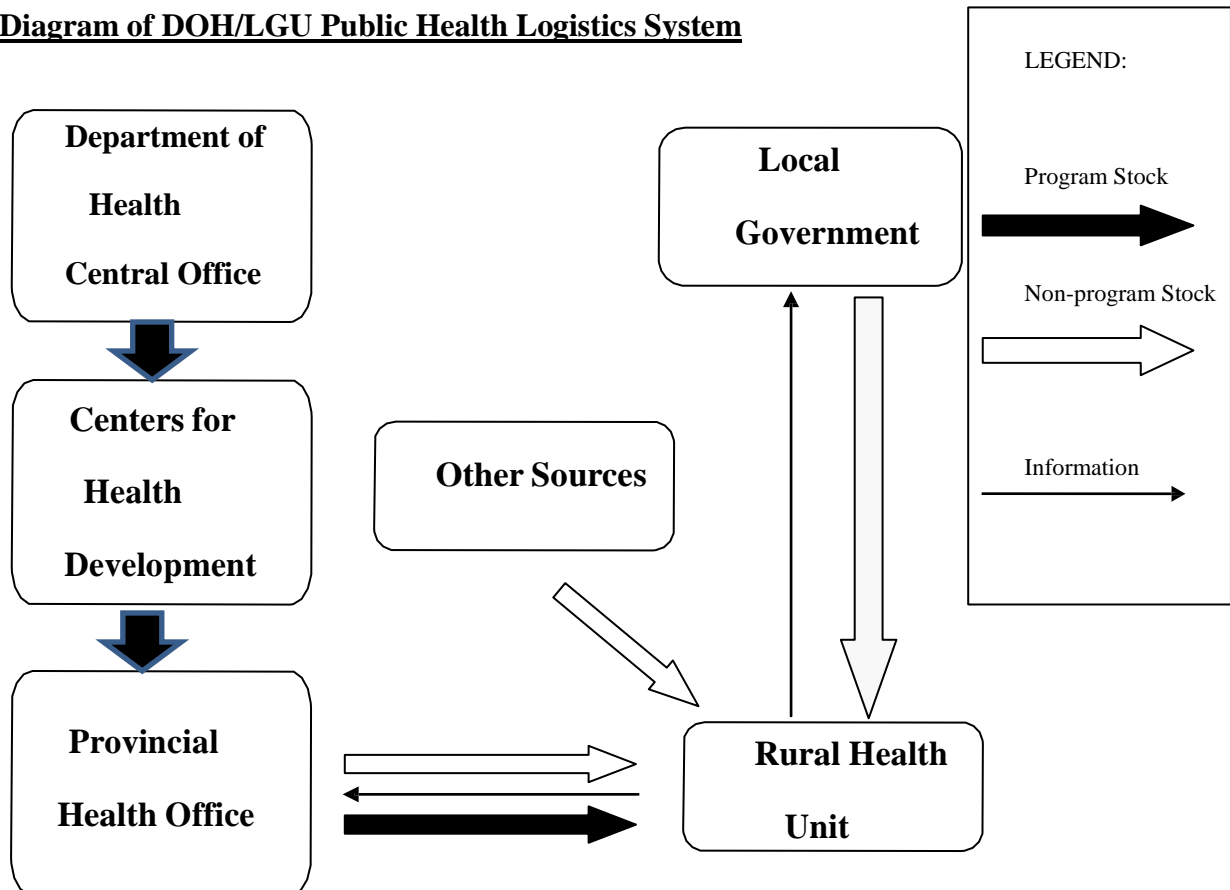 Diagram of DOH/LGU Public Health Logistics System
Department of
Health
Central Office
Centers for
Health
Development
Provincial
Health Office
Other Sources
Local
Government
Rural Health
Unit
LEGEND:
Program Stock
Non-program Stock
Information